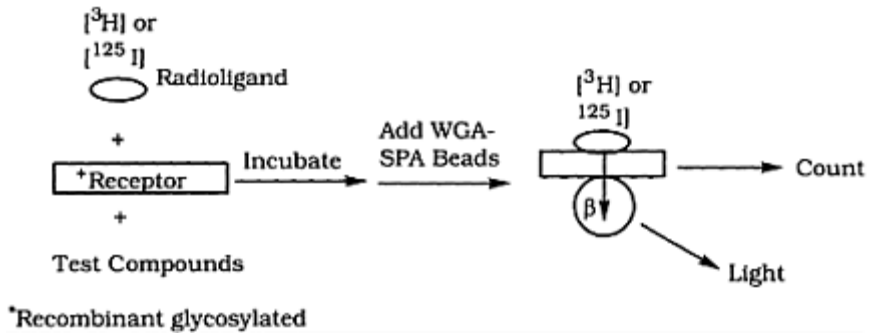 [³H] or
[¹²⁵ I]
Radioligand
+
⁺Receptor
+
Test Compounds
*Recombinant glycosylated
Incubate
Add WGA-
SPA Beads
[³H] or
¹²⁵ I]
β
Count
Light